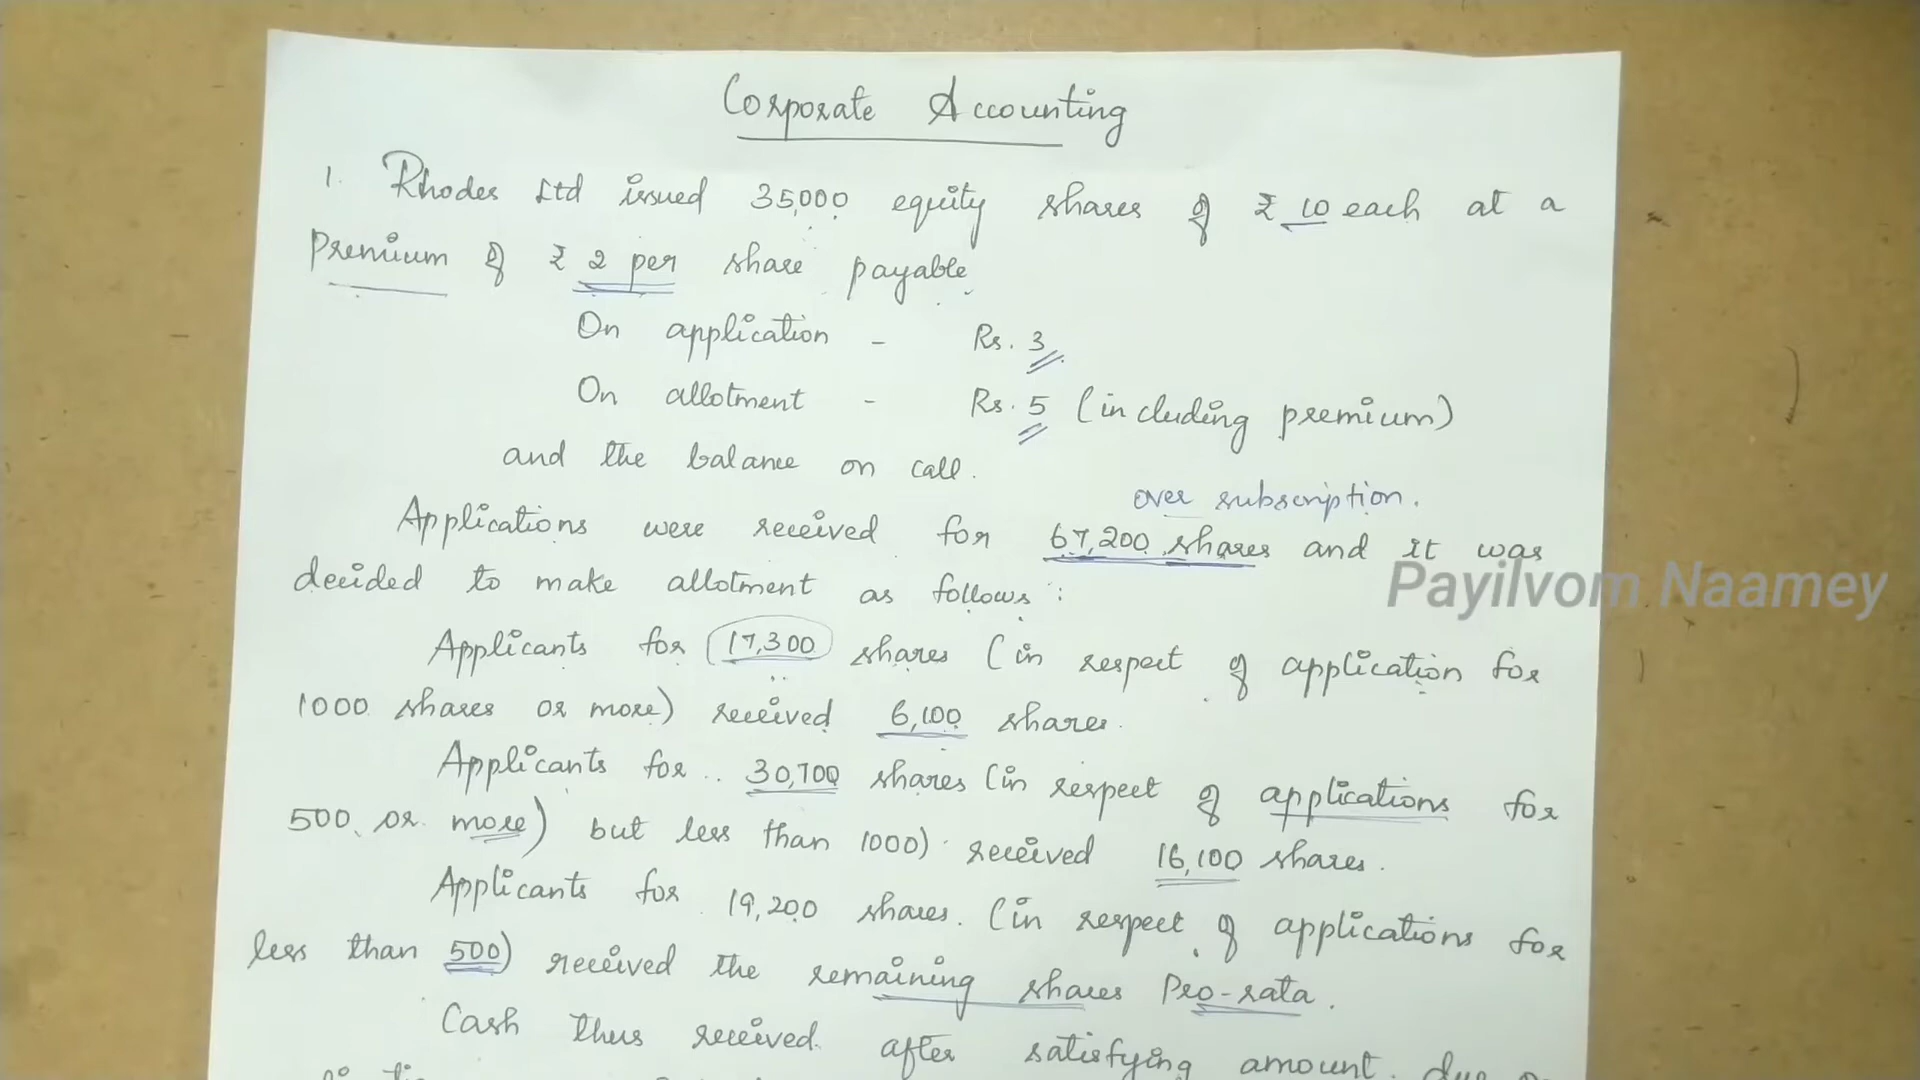 Corporate Accounting
1. Rhodes Ltd issued 35,000 equity shares of ₹ 10 each at a
Premium of ₹ 2 per share payable
On application - Rs. 3
On allotment - Rs. 5 (including premium)
and the balance on call.
over subscription.
Applications were received for 67,200 shares and it was
decided to make allotment as follows:
Payilvom Naamey
Applicants for 17,300 shares (in respect of application for
1000 shares or more) received 6,100 shares.
Applicants for 30,700 shares (in respect of applications for
500 or more) but less than 1000) received 16,100 shares.
Applicants for 19,200 shares. (in respect of applications for
less than 500) received the remaining shares Pro-rata.
Cash thus received after satisfying amount due